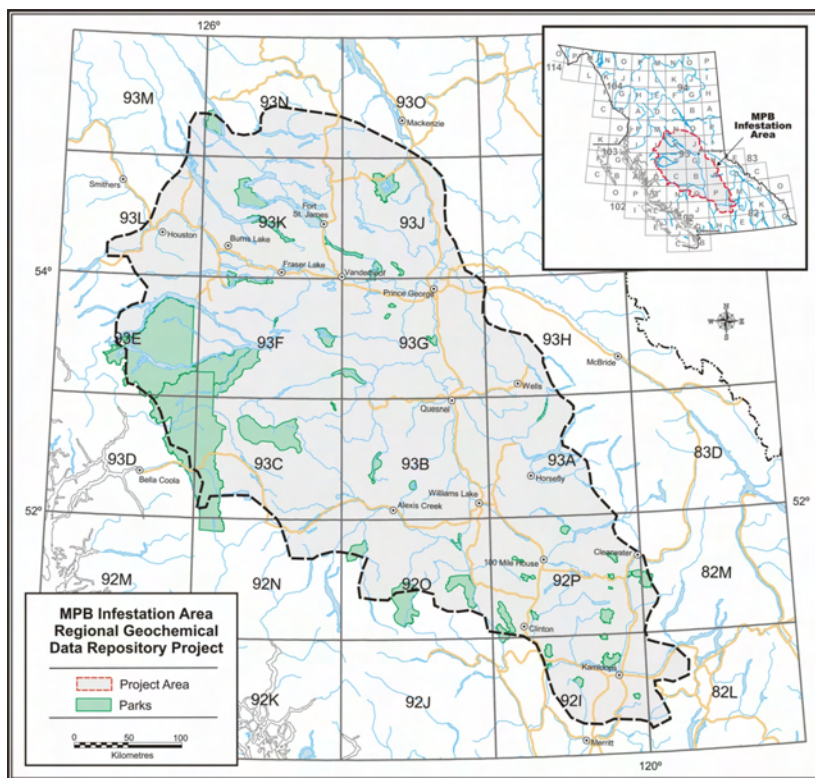 126°
93M
93N
93O
Mackenzie
Smithers
93L
Houston
Burns Lake
93K
Fort
St. James
93J
54°
Fraser Lake
Vanderhoof
Prince George
93E
93F
93G
93H
McBride
Wells
Quesnel
93D
Bella Coola
93C
93B
93A
Horsefly
83D
Williams Lake
Alexis Creek
52°
52°
92M
92N
92O
100 Mile House
92P
Clearwater
82M
Clinton
Kamloops
92K
92J
92I
82L
Merritt
120°
MPB
Infestation
Area
114
104
94
103
93
83
102
82
N
W
E
S
MPB Infestation Area
Regional Geochemical
Data Repository Project
Project Area
Parks
0 50 100
Kilometres